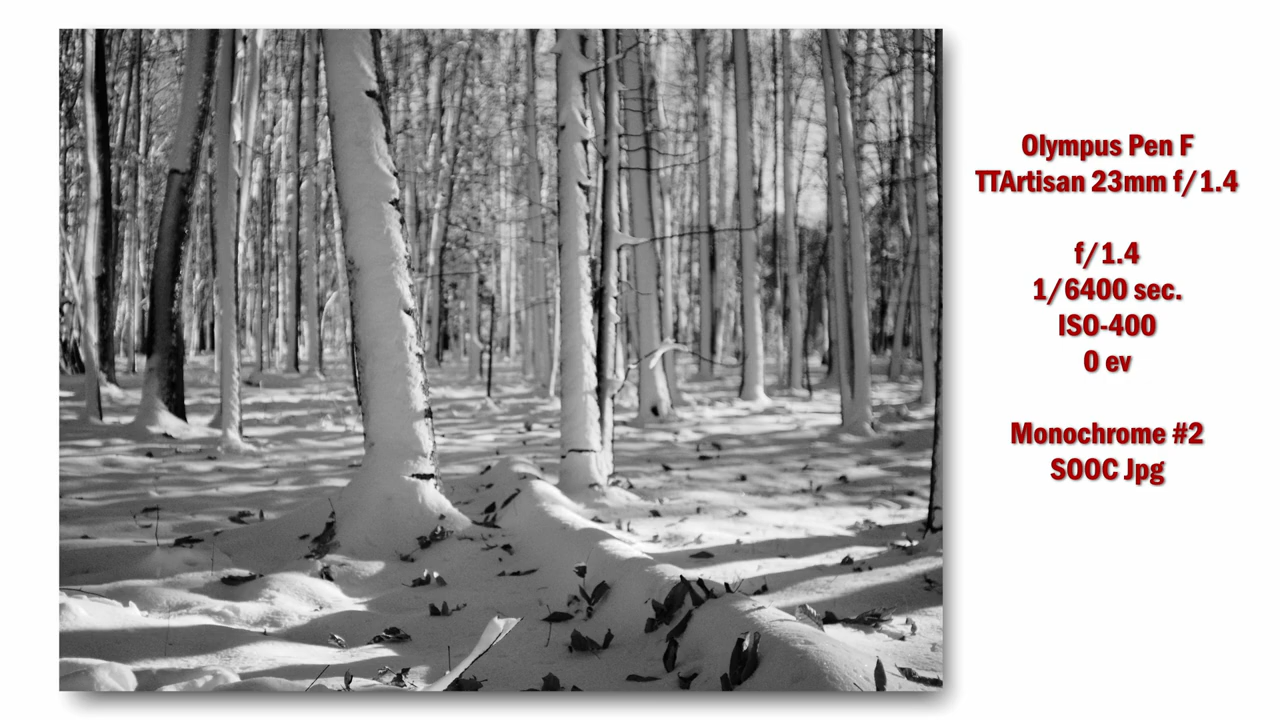 Olympus Pen F
TTArtisan 23mm f/1.4
f/1.4
1/6400 sec.
ISO-400
0 ev
Monochrome #2
SOOC Jpg